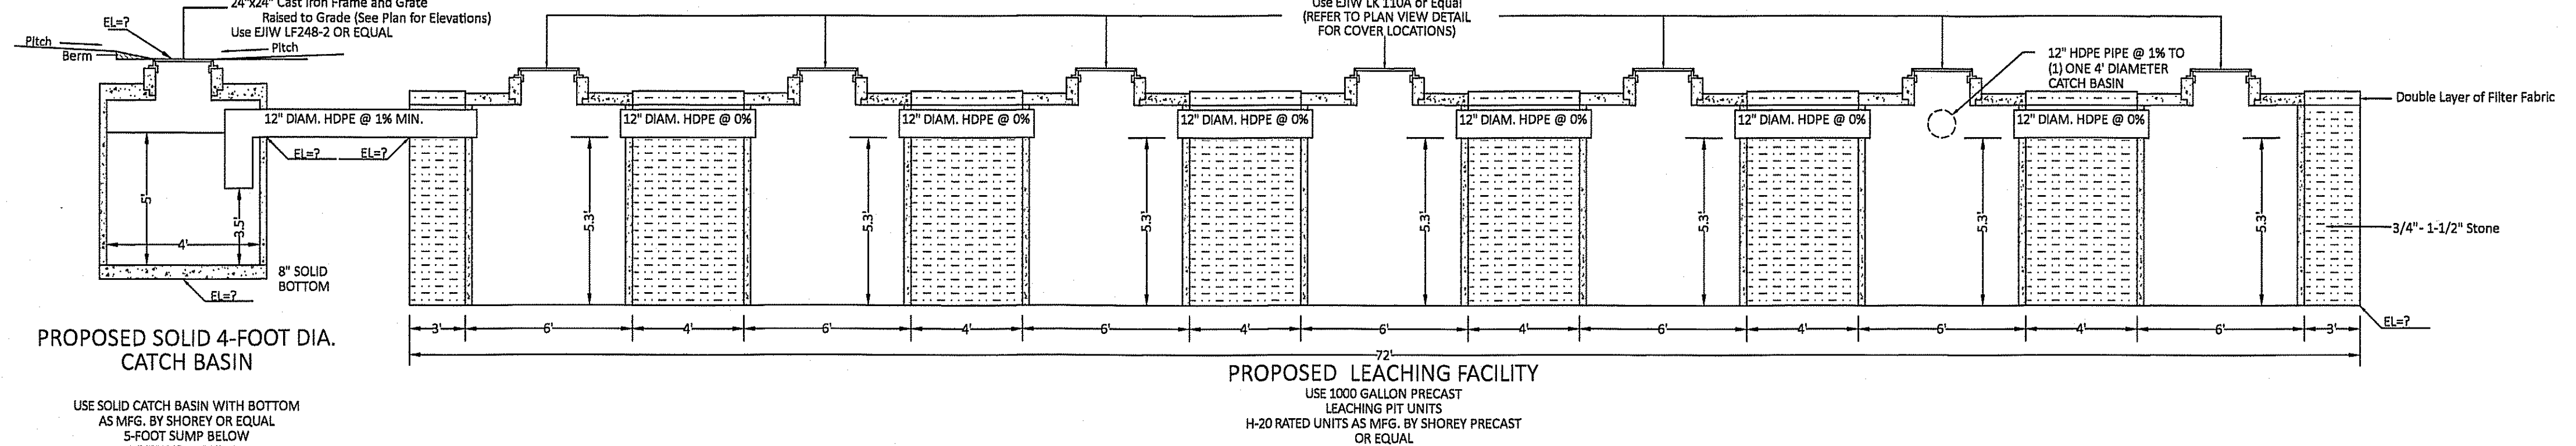 24"x24" Cast Iron Frame and Grate
Raised to Grade (See Plan for Elevations)
Use EJIW LF248-2 OR EQUAL
EL=?
Pitch
Pitch
Berm
Use EJIW LK 110A or Equal
(REFER TO PLAN VIEW DETAIL
FOR COVER LOCATIONS)
12" HDPE PIPE @ 1% TO
(1) ONE 4' DIAMETER
CATCH BASIN
Double Layer of Filter Fabric
12" DIAM. HDPE @ 1% MIN.
12" DIAM. HDPE @ 0%
12" DIAM. HDPE @ 0%
12" DIAM. HDPE @ 0%
12" DIAM. HDPE @ 0%
12" DIAM. HDPE @ 0%
12" DIAM. HDPE @ 0%
EL=?
EL=?
5'
3.5'
4'
5.3'
5.3'
5.3'
5.3'
5.3'
5.3'
5.3'
3/4"- 1-1/2" Stone
8" SOLID
BOTTOM
EL=?
3'
6'
4'
6'
4'
6'
4'
6'
4'
6'
4'
6'
4'
6'
3'
EL=?
72'
PROPOSED SOLID 4-FOOT DIA.
CATCH BASIN
USE SOLID CATCH BASIN WITH BOTTOM
AS MFG. BY SHOREY OR EQUAL
5-FOOT SUMP BELOW
PROPOSED LEACHING FACILITY
USE 1000 GALLON PRECAST
LEACHING PIT UNITS
H-20 RATED UNITS AS MFG. BY SHOREY PRECAST
OR EQUAL